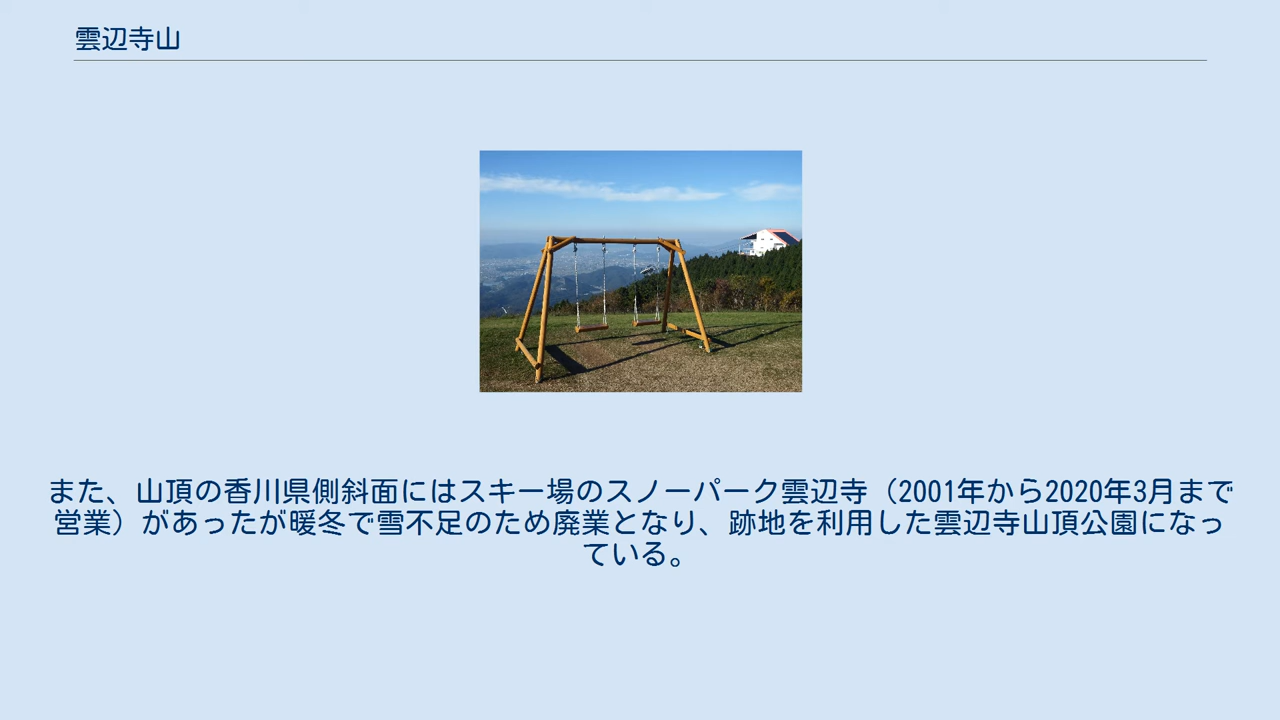 雲辺寺山
また、山頂の香川県側斜面にはスキー場のスノーパーク雲辺寺（2001年から2020年3月まで
営業）があったが暖冬で雪不足のため廃業となり、跡地を利用した雲辺寺山頂公園になっ
ている。